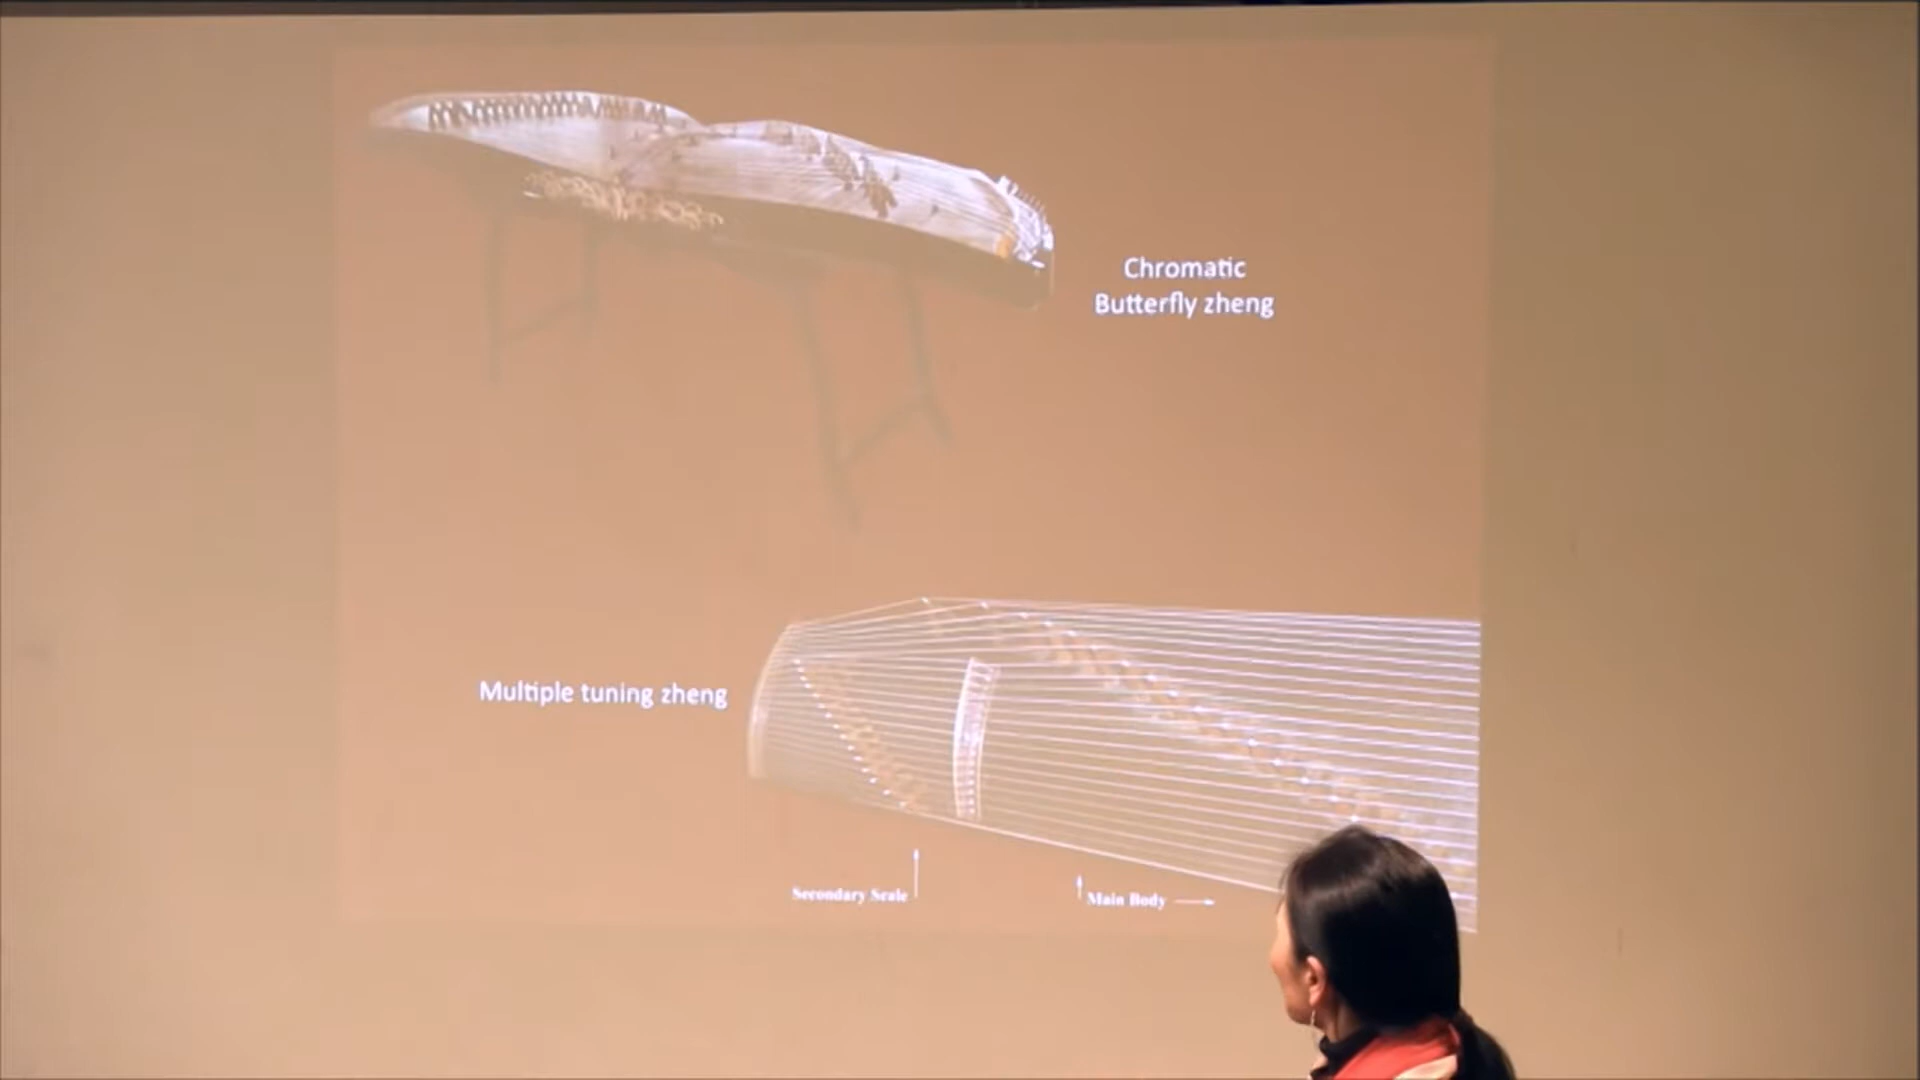 Chromatic
Butterfly zheng
Multiple tuning zheng
Secondary Scale
Main Body